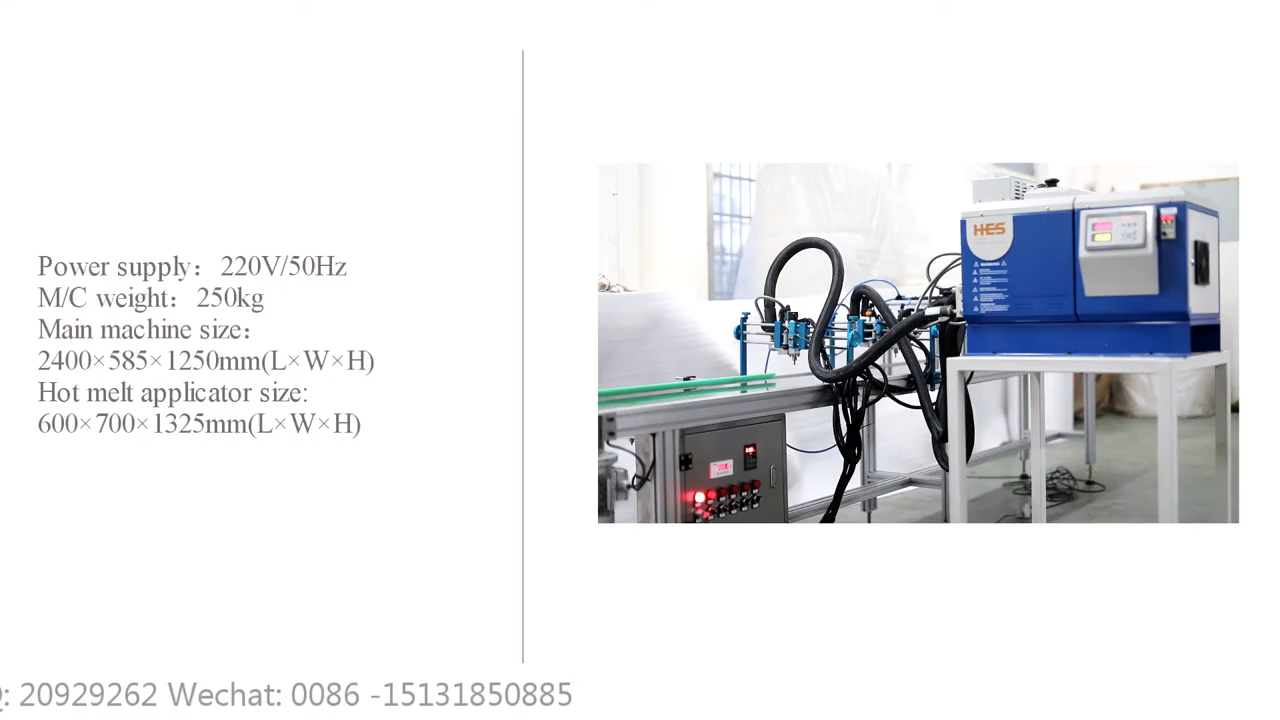 Power supply：220V/50Hz
M/C weight：250kg
Main machine size：
2400×585×1250mm(L×W×H)
Hot melt applicator size:
600×700×1325mm(L×W×H)
HES
WARNING
: 20929262 Wechat: 0086 -15131850885